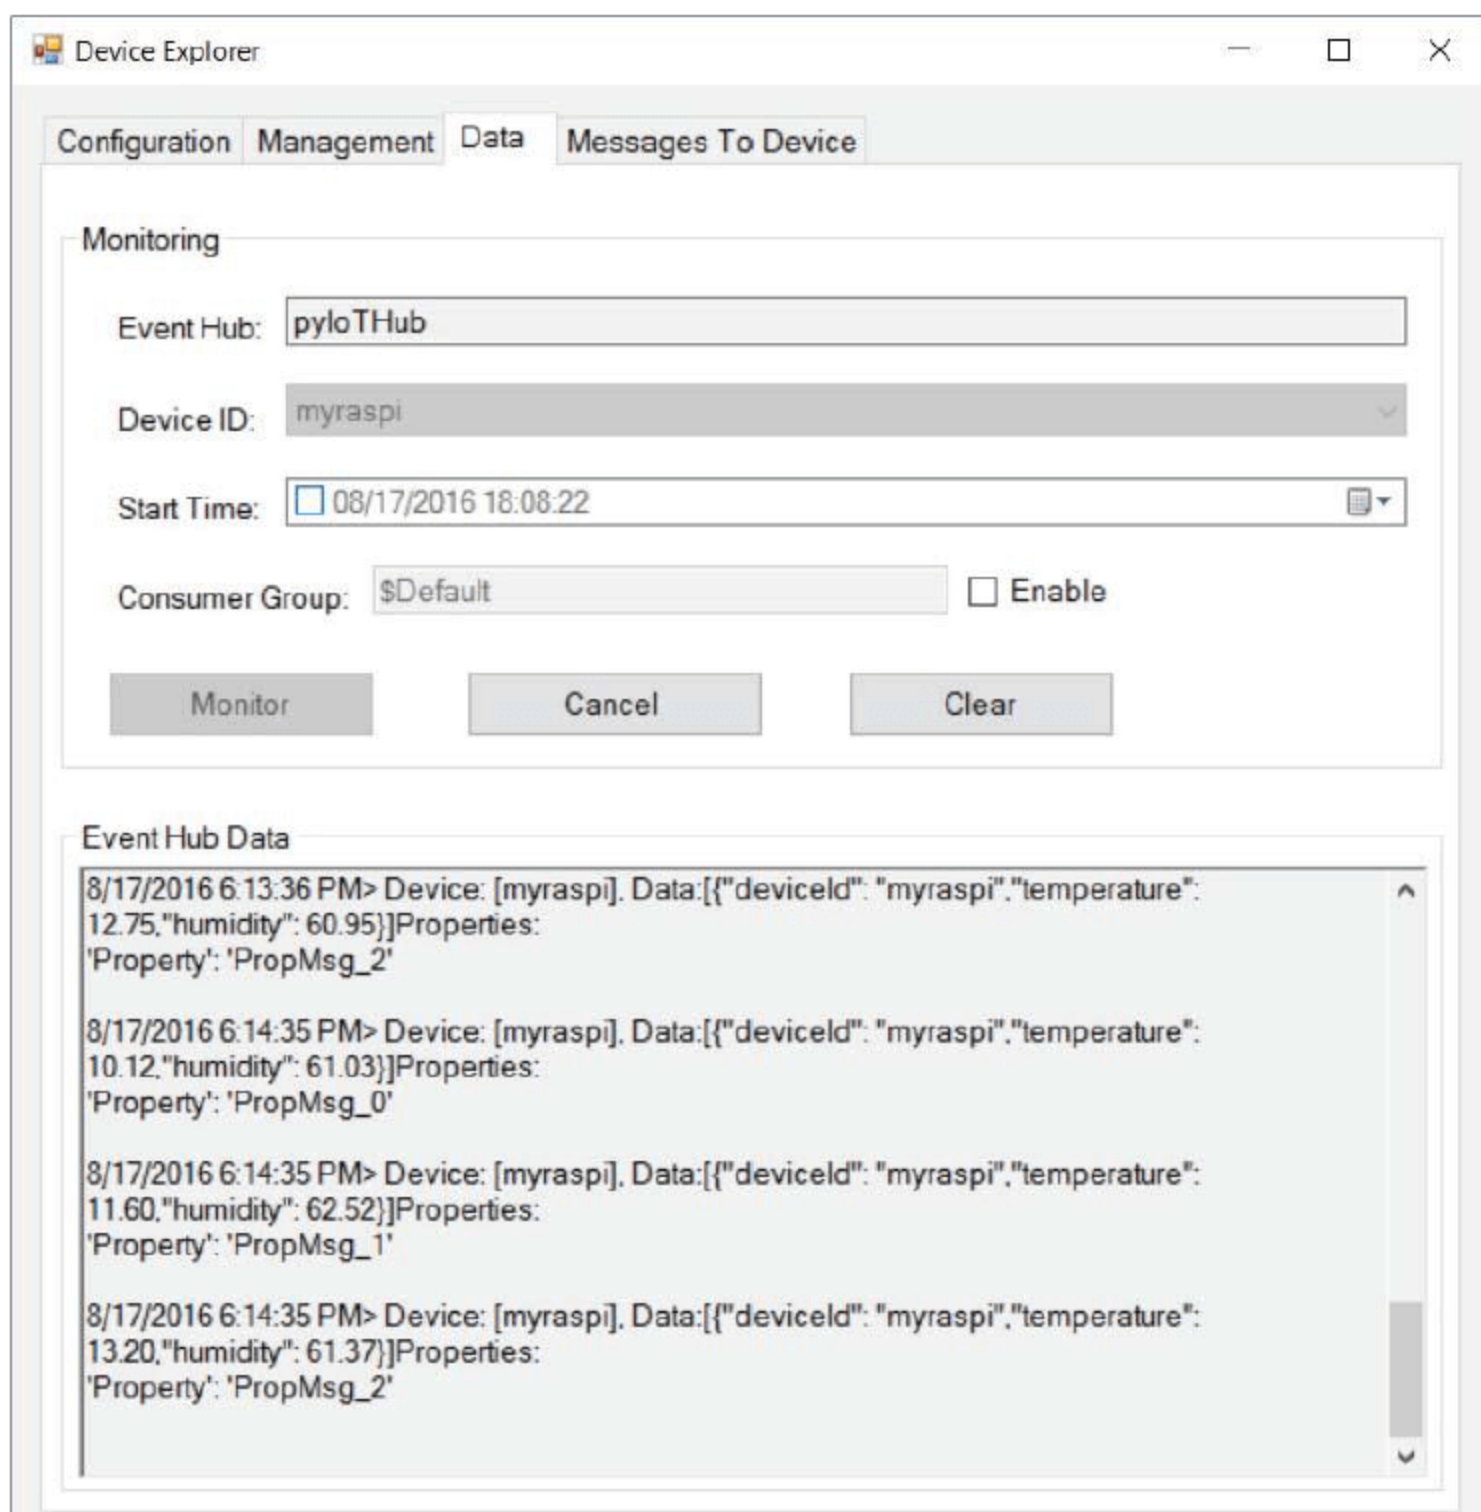 Device Explorer
Configuration Management Data Messages To Device
Monitoring
Event Hub: pyIoTHub
Device ID: myraspi
Start Time: 08/17/2016 18:08:22
Consumer Group: $Default Enable
Monitor Cancel Clear
Event Hub Data
8/17/2016 6:13:36 PM> Device: [myraspi], Data:[{"deviceId": "myraspi","temperature":
12.75,"humidity": 60.95}]Properties:
'Property': 'PropMsg_2'
8/17/2016 6:14:35 PM> Device: [myraspi], Data:[{"deviceId": "myraspi","temperature":
10.12,"humidity": 61.03}]Properties:
'Property': 'PropMsg_0'
8/17/2016 6:14:35 PM> Device: [myraspi], Data:[{"deviceId": "myraspi","temperature":
11.60,"humidity": 62.52}]Properties:
'Property': 'PropMsg_1'
8/17/2016 6:14:35 PM> Device: [myraspi], Data:[{"deviceId": "myraspi","temperature":
13.20,"humidity": 61.37}]Properties:
'Property': 'PropMsg_2'